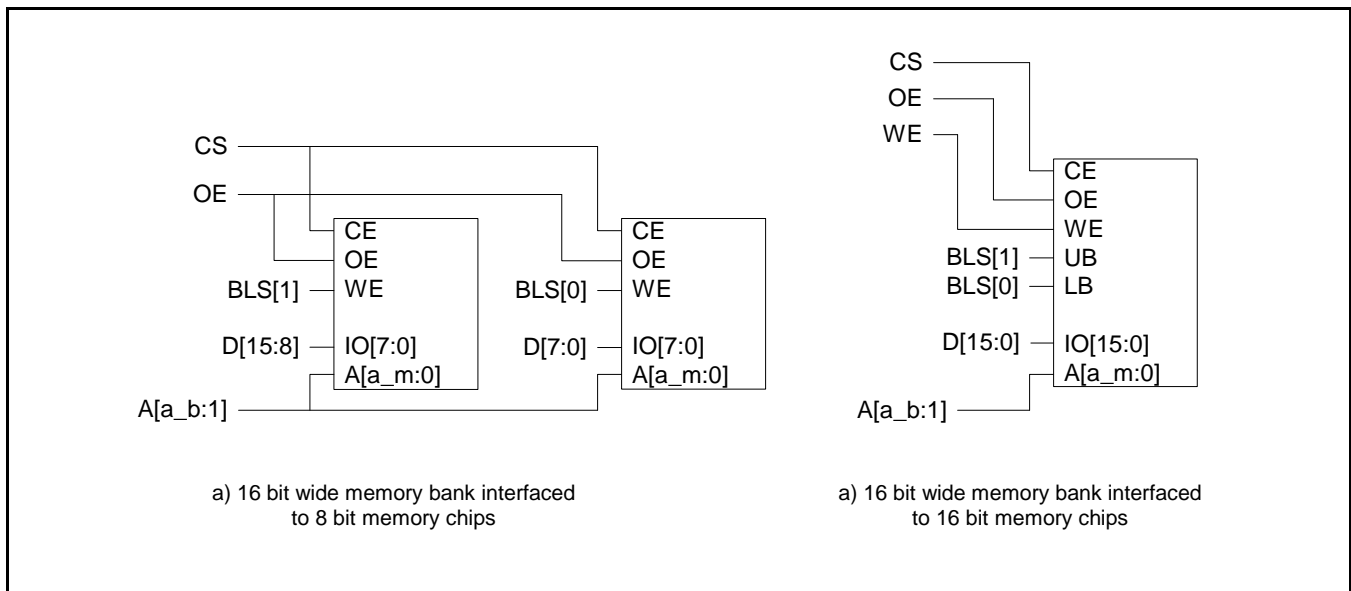 CS
OE
CE
OE
BLS[1]
WE
D[15:8]
IO[7:0]
A[a_m:0]
CE
OE
BLS[0]
WE
D[7:0]
IO[7:0]
A[a_m:0]
A[a_b:1]
a) 16 bit wide memory bank interfaced
to 8 bit memory chips
CS
OE
WE
CE
OE
WE
BLS[1]
UB
BLS[0]
LB
D[15:0]
IO[15:0]
A[a_m:0]
A[a_b:1]
a) 16 bit wide memory bank interfaced
to 16 bit memory chips